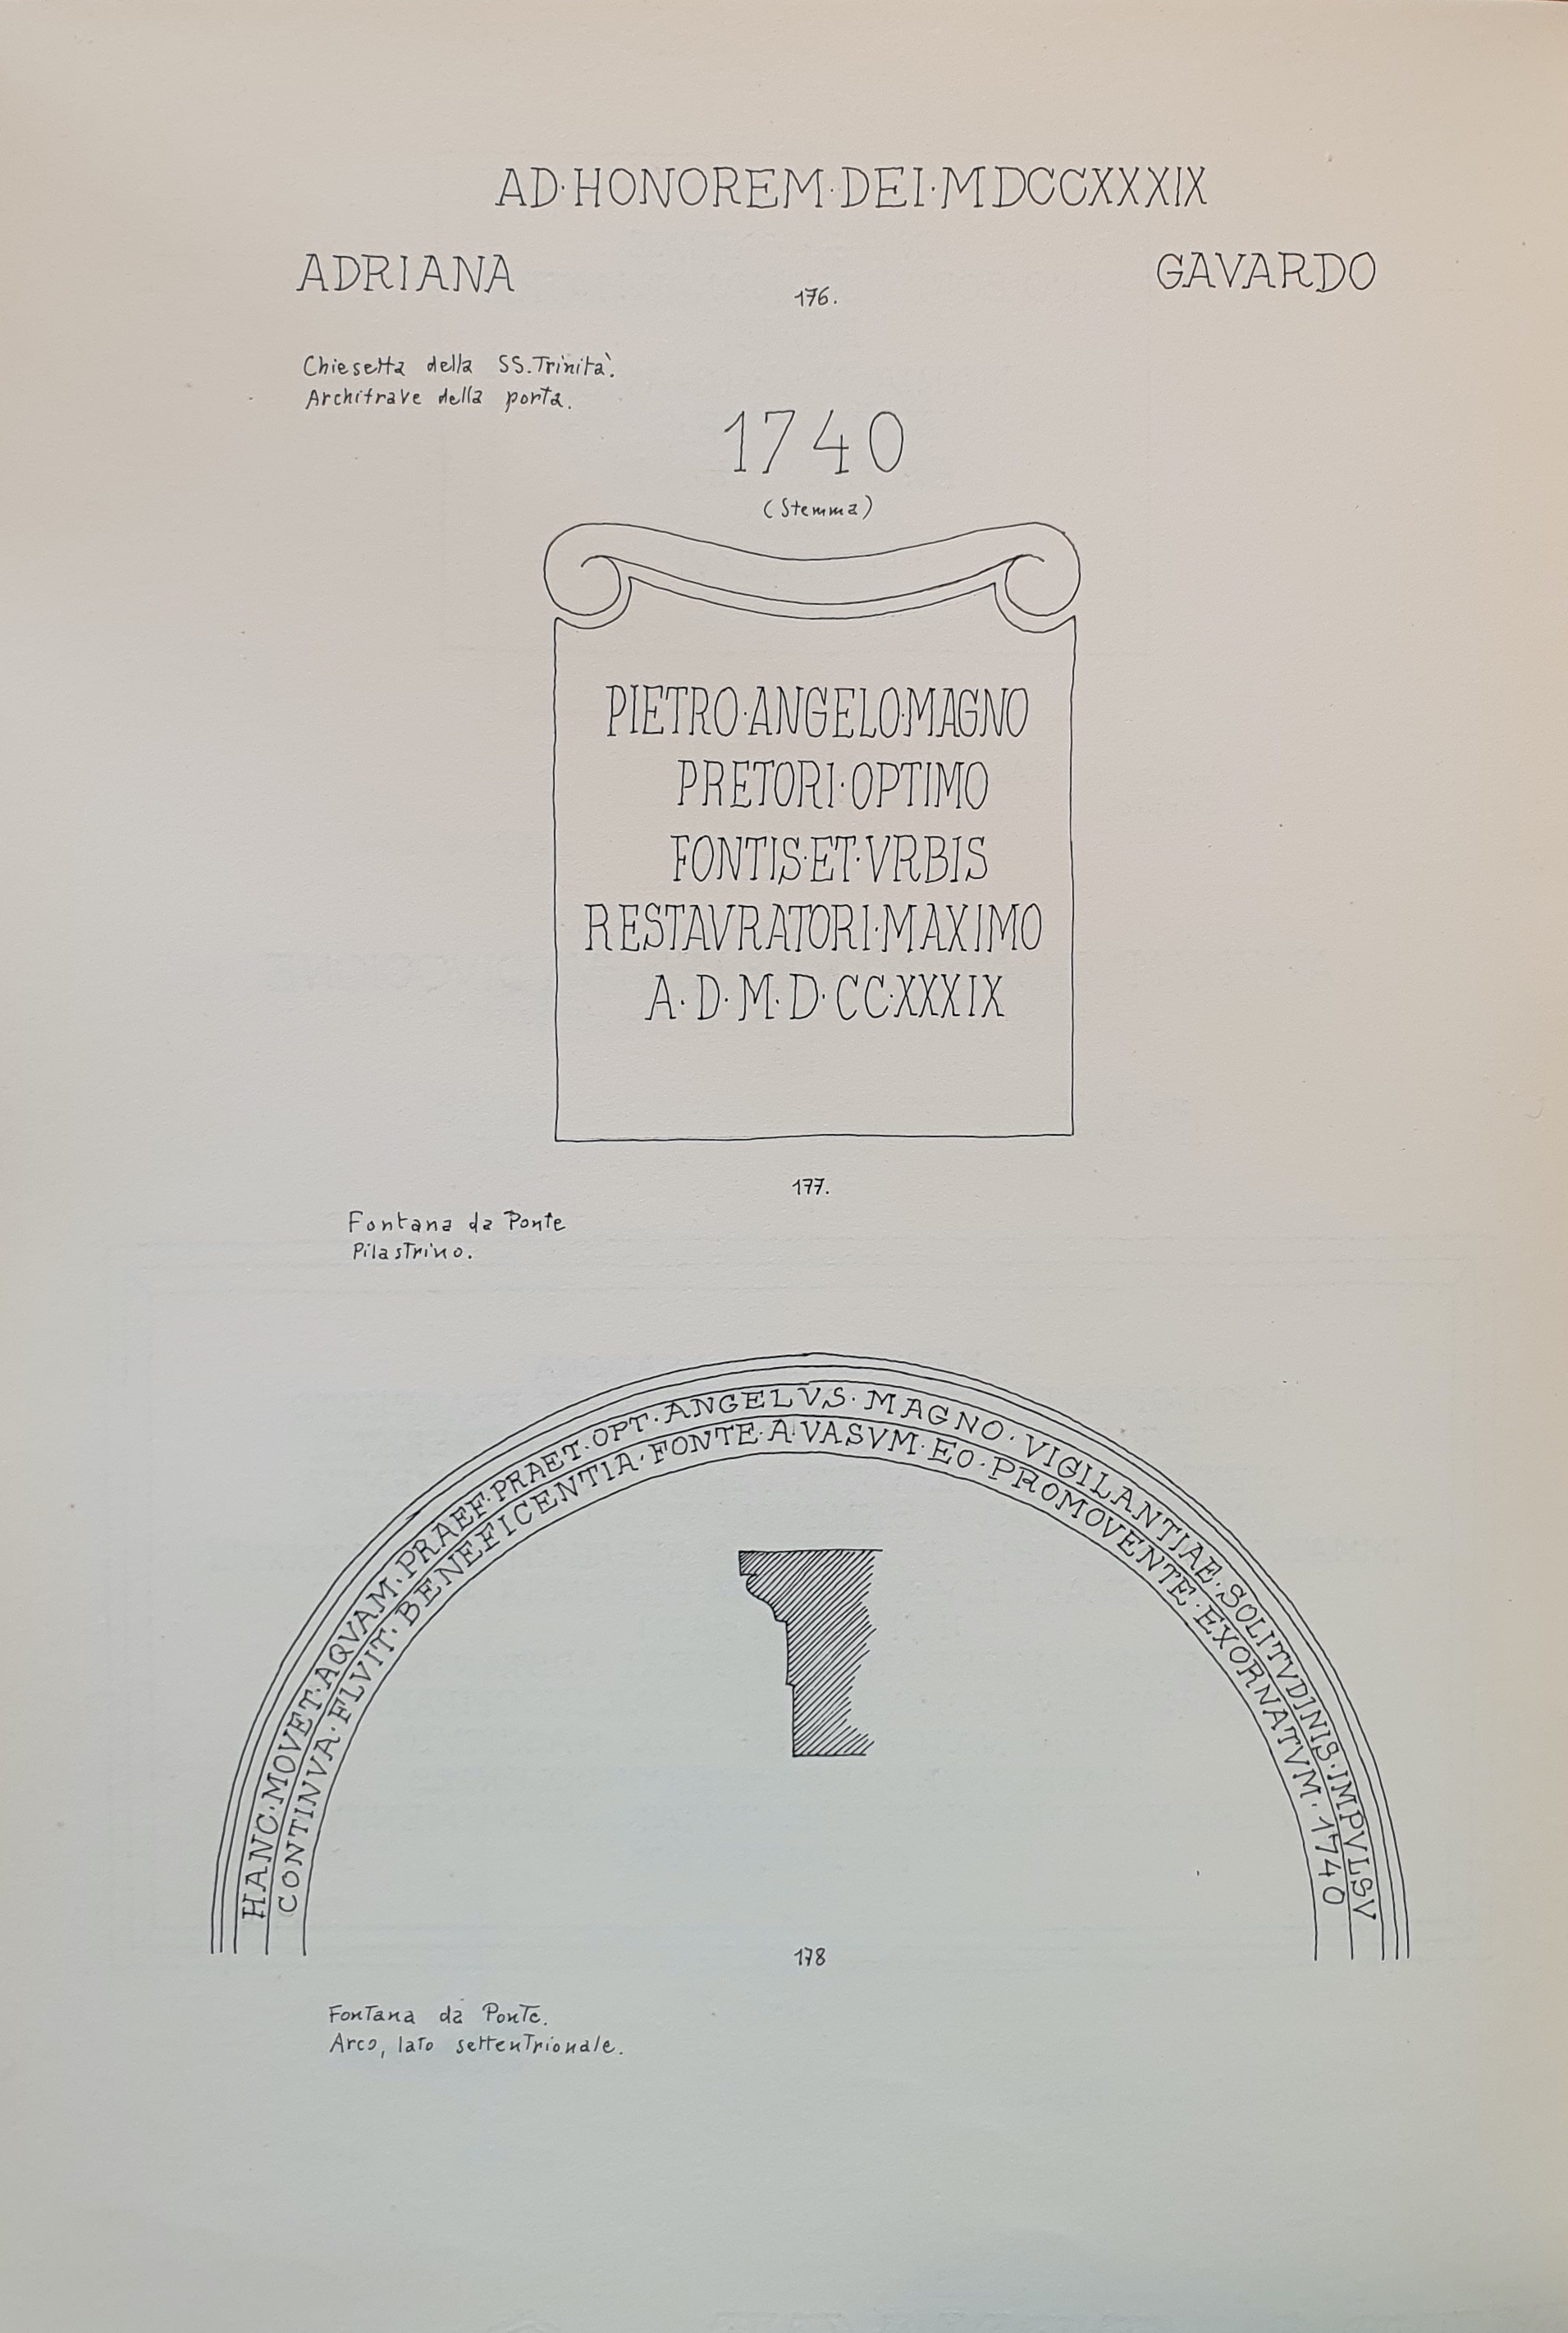 AD·HONOREM·DEI·MDCCXXXIX
ADRIANA GAVARDO
176.
Chiesetta della SS.Trinità.
Architrave della porta.
1740
(Stemma)
PIETRO·ANGELO·MAGNO
PRETORI·OPTIMO
FONTIS·ET·VRBIS
RESTAVRATORI·MAXIMO
A·D·M·D·CC·XXXIX
177.
Fontana da Ponte
Pilastrino.
HANC·MOVET·AQVAM·PRAEF·PRAET·OPT·ANGELVS·MAGNO·VIGILANTIAE·SOLITVDINIS·IMPVLSV
CONTINVA·FLVIT·BENEFICENTIA·FONTE·A·VASVM·EO·PROMOVENTE·EXORNATVM·1740
178
Fontana da Ponte.
Arco, lato settentrionale.